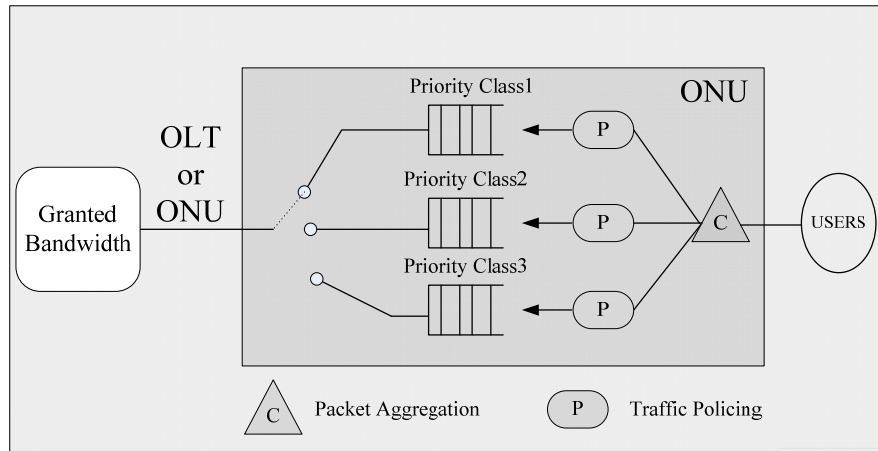 Priority Class1
ONU
P
OLT
or
ONU
Granted
Bandwidth
Priority Class2
P
C
USERS
Priority Class3
P
C
Packet Aggregation
P
Traffic Policing